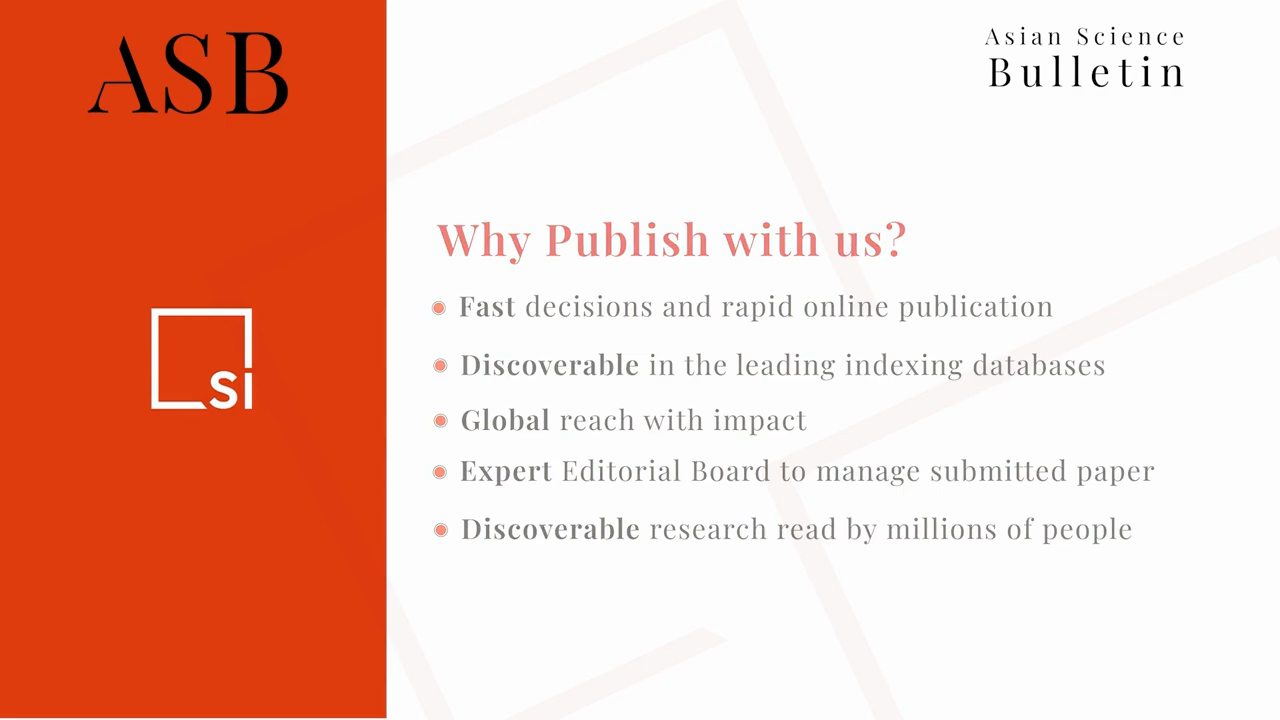 ASB
Asian Science
Bulletin
si
Why Publish with us?
Fast decisions and rapid online publication
Discoverable in the leading indexing databases
Global reach with impact
Expert Editorial Board to manage submitted paper
Discoverable research read by millions of people